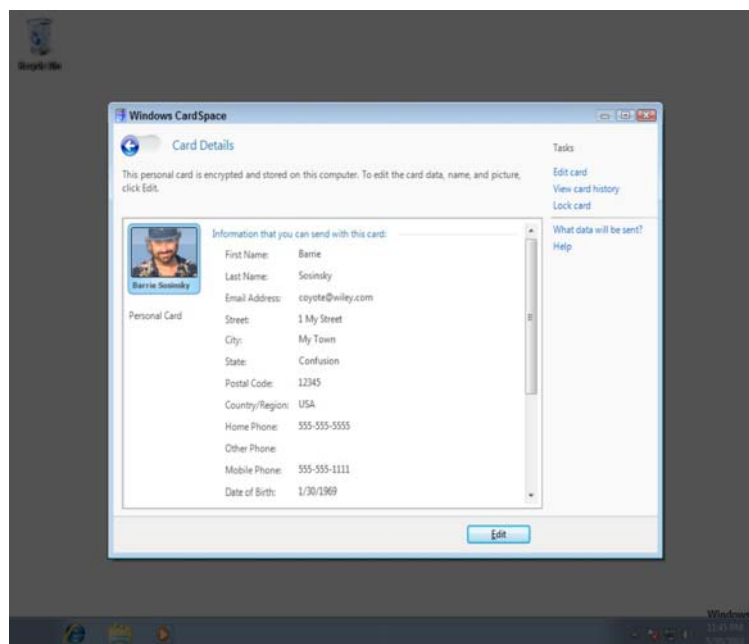 Recycle Bin
Windows CardSpace
Card Details
This personal card is encrypted and stored on this computer. To edit the card data, name, and picture,
click Edit.
Barrie Sosinsky
Personal Card
Information that you can send with this card:
First Name: Barrie
Last Name: Sosinsky
Email Address: coyote@wiley.com
Street: 1 My Street
City: My Town
State: Confusion
Postal Code: 12345
Country/Region: USA
Home Phone: 555-555-5555
Other Phone:
Mobile Phone: 555-555-1111
Date of Birth: 1/30/1969
Tasks
Edit card
View card history
Lock card
What data will be sent?
Help
Edit
Windows
11:45 PM